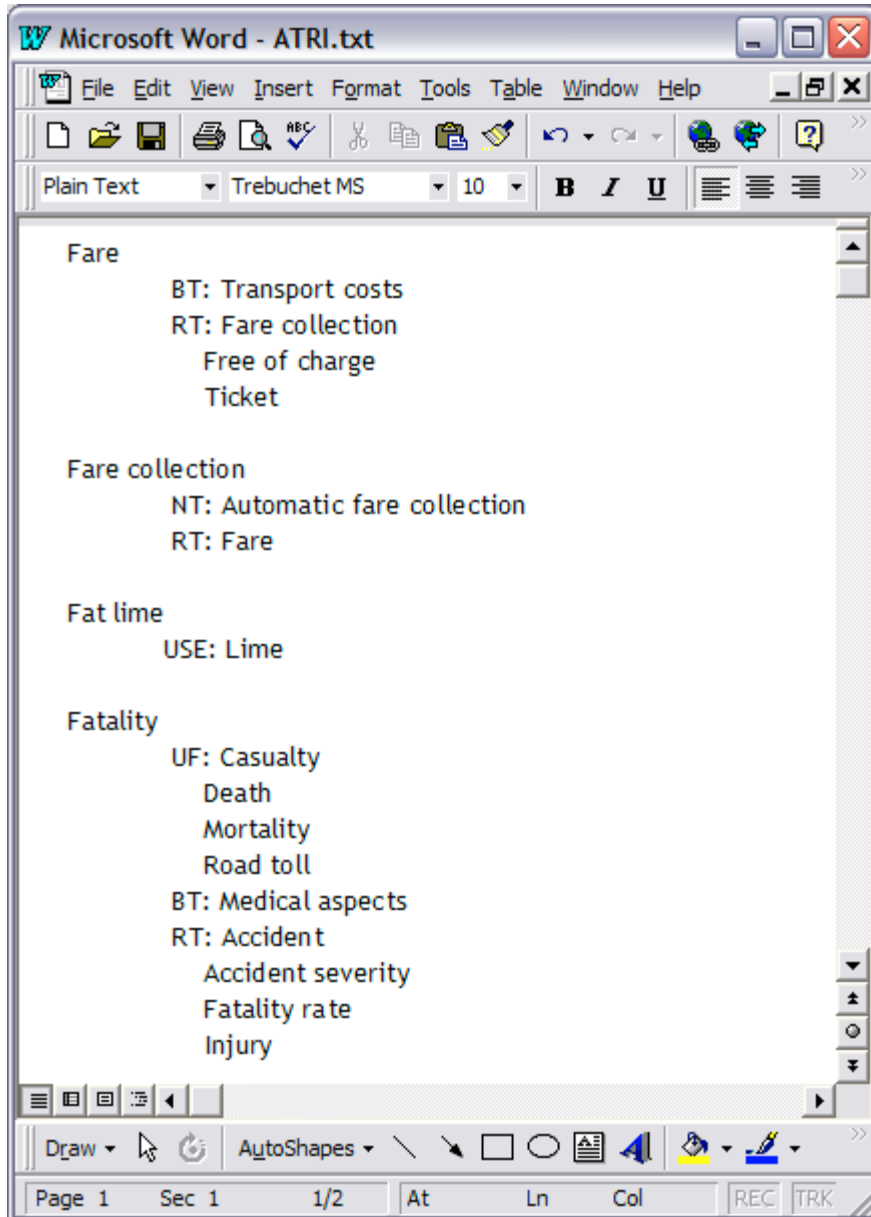 Microsoft Word - ATRI.txt
File Edit View Insert Format Tools Table Window Help
ABC
Plain Text Trebuchet MS 10 B I U
Fare
BT: Transport costs
RT: Fare collection
Free of charge
Ticket
Fare collection
NT: Automatic fare collection
RT: Fare
Fat lime
USE: Lime
Fatality
UF: Casualty
Death
Mortality
Road toll
BT: Medical aspects
RT: Accident
Accident severity
Fatality rate
Injury
Draw AutoShapes
Page 1 Sec 1 1/2 At Ln Col REC TRK